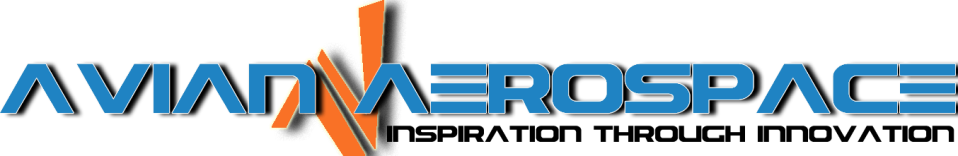 AVIAN AEROSPACE
INSPIRATION THROUGH INNOVATION